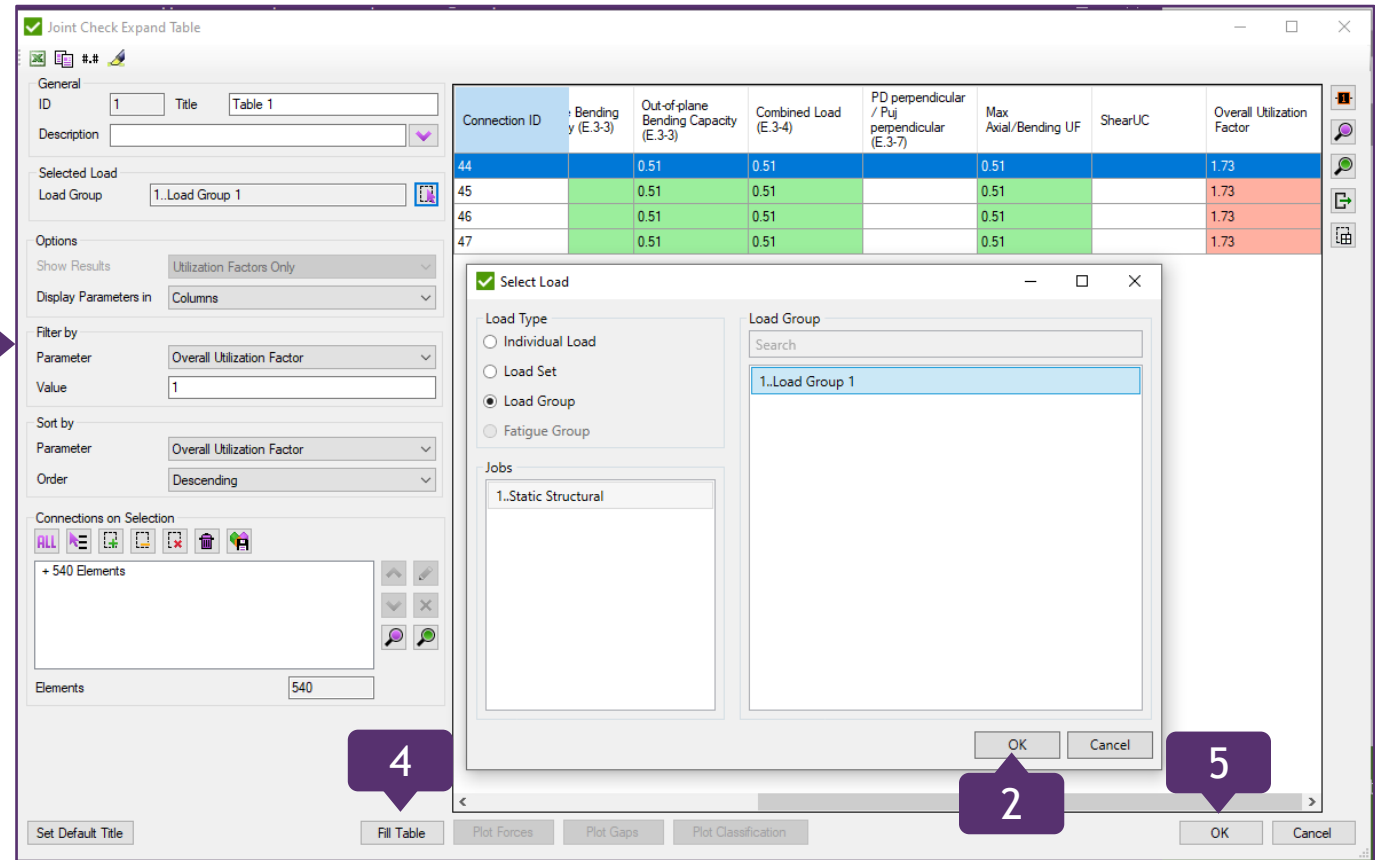 Joint Check Expand Table
#.#
General
ID 1 Title Table 1
Description
Selected Load
Load Group 1..Load Group 1
Options
Show Results Utilization Factors Only
Display Parameters in Columns
Filter by
Parameter Overall Utilization Factor
Value 1
Sort by
Parameter Overall Utilization Factor
Order Descending
Connections on Selection
ALL
+ 540 Elements
Elements 540
Set Default Title
Fill Table
4
Connection ID
Bending
y (E.3-3)
Out-of-plane
Bending Capacity
(E.3-3)
Combined Load
(E.3-4)
PD perpendicular
/ Puj
perpendicular
(E.3-7)
Max
Axial/Bending UF
ShearUC
Overall Utilization
Factor
44 0.51 0.51 0.51 1.73
45 0.51 0.51 0.51 1.73
46 0.51 0.51 0.51 1.73
47 0.51 0.51 0.51 1.73
1
Select Load
Load Type
Individual Load
Load Set
Load Group
Fatigue Group
Jobs
1..Static Structural
Load Group
Search
1..Load Group 1
OK Cancel
2
5
Plot Forces Plot Gaps Plot Classification
OK Cancel